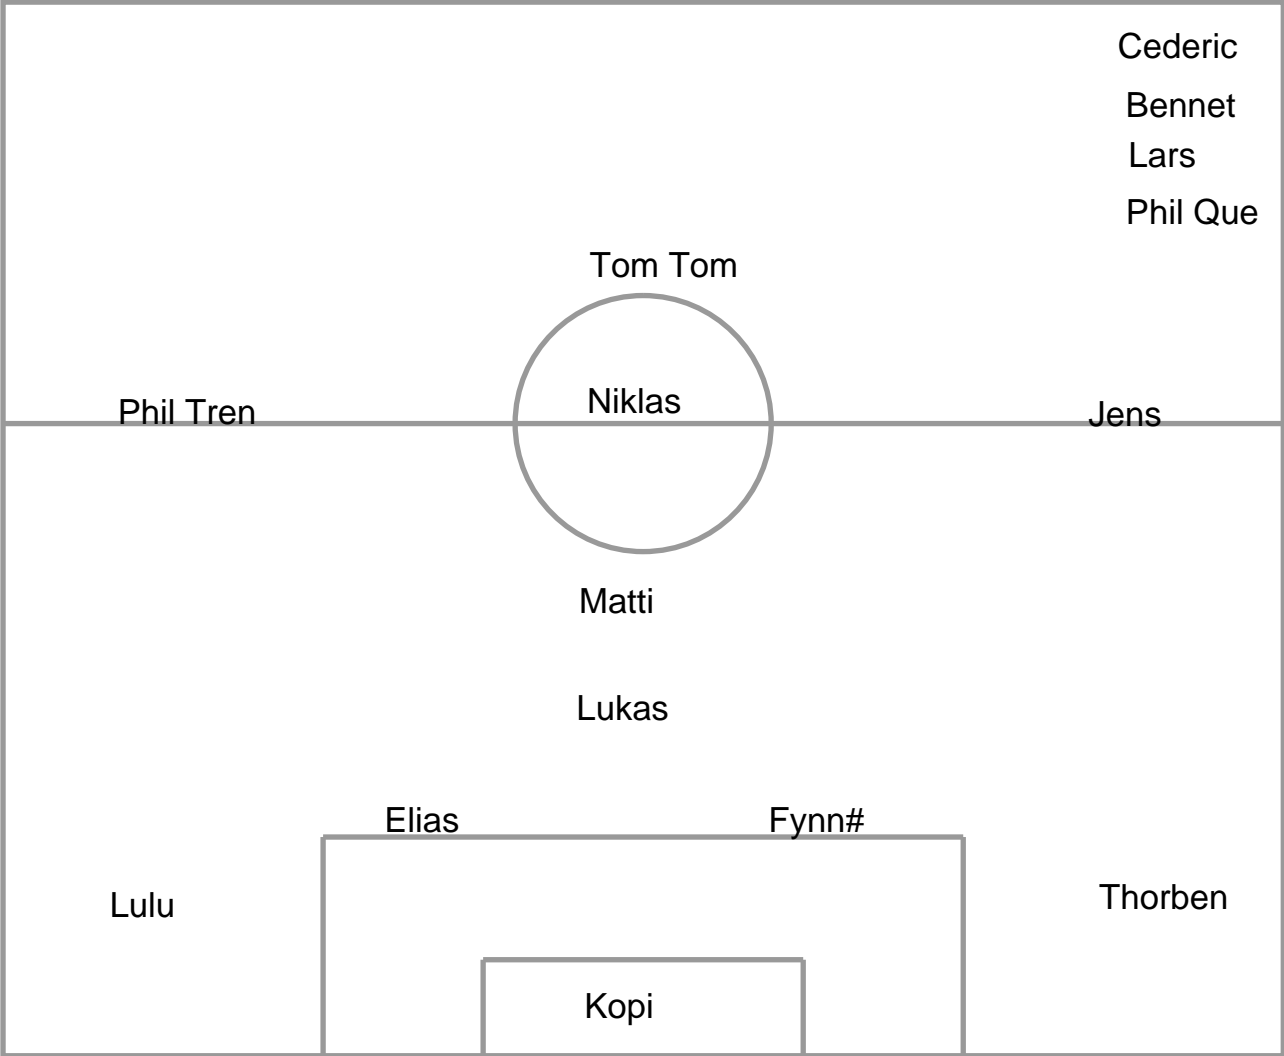 Cederic
Bennet
Lars
Phil Que
Tom Tom
Phil Tren
Niklas
Jens
Matti
Lukas
Elias
Fynn#
Lulu
Thorben
Kopi